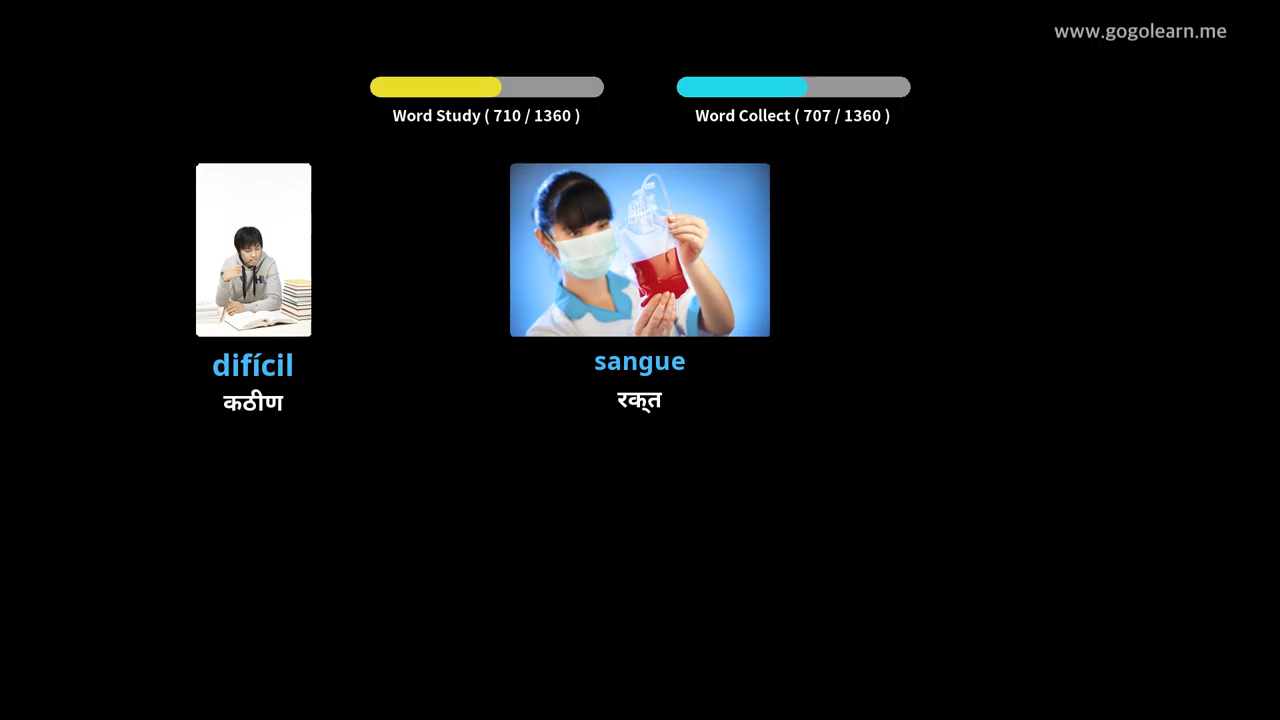 www.gogolearn.me
Word Study ( 710 / 1360 )
Word Collect ( 707 / 1360 )
difícil
कठीण
sangue
रक्त